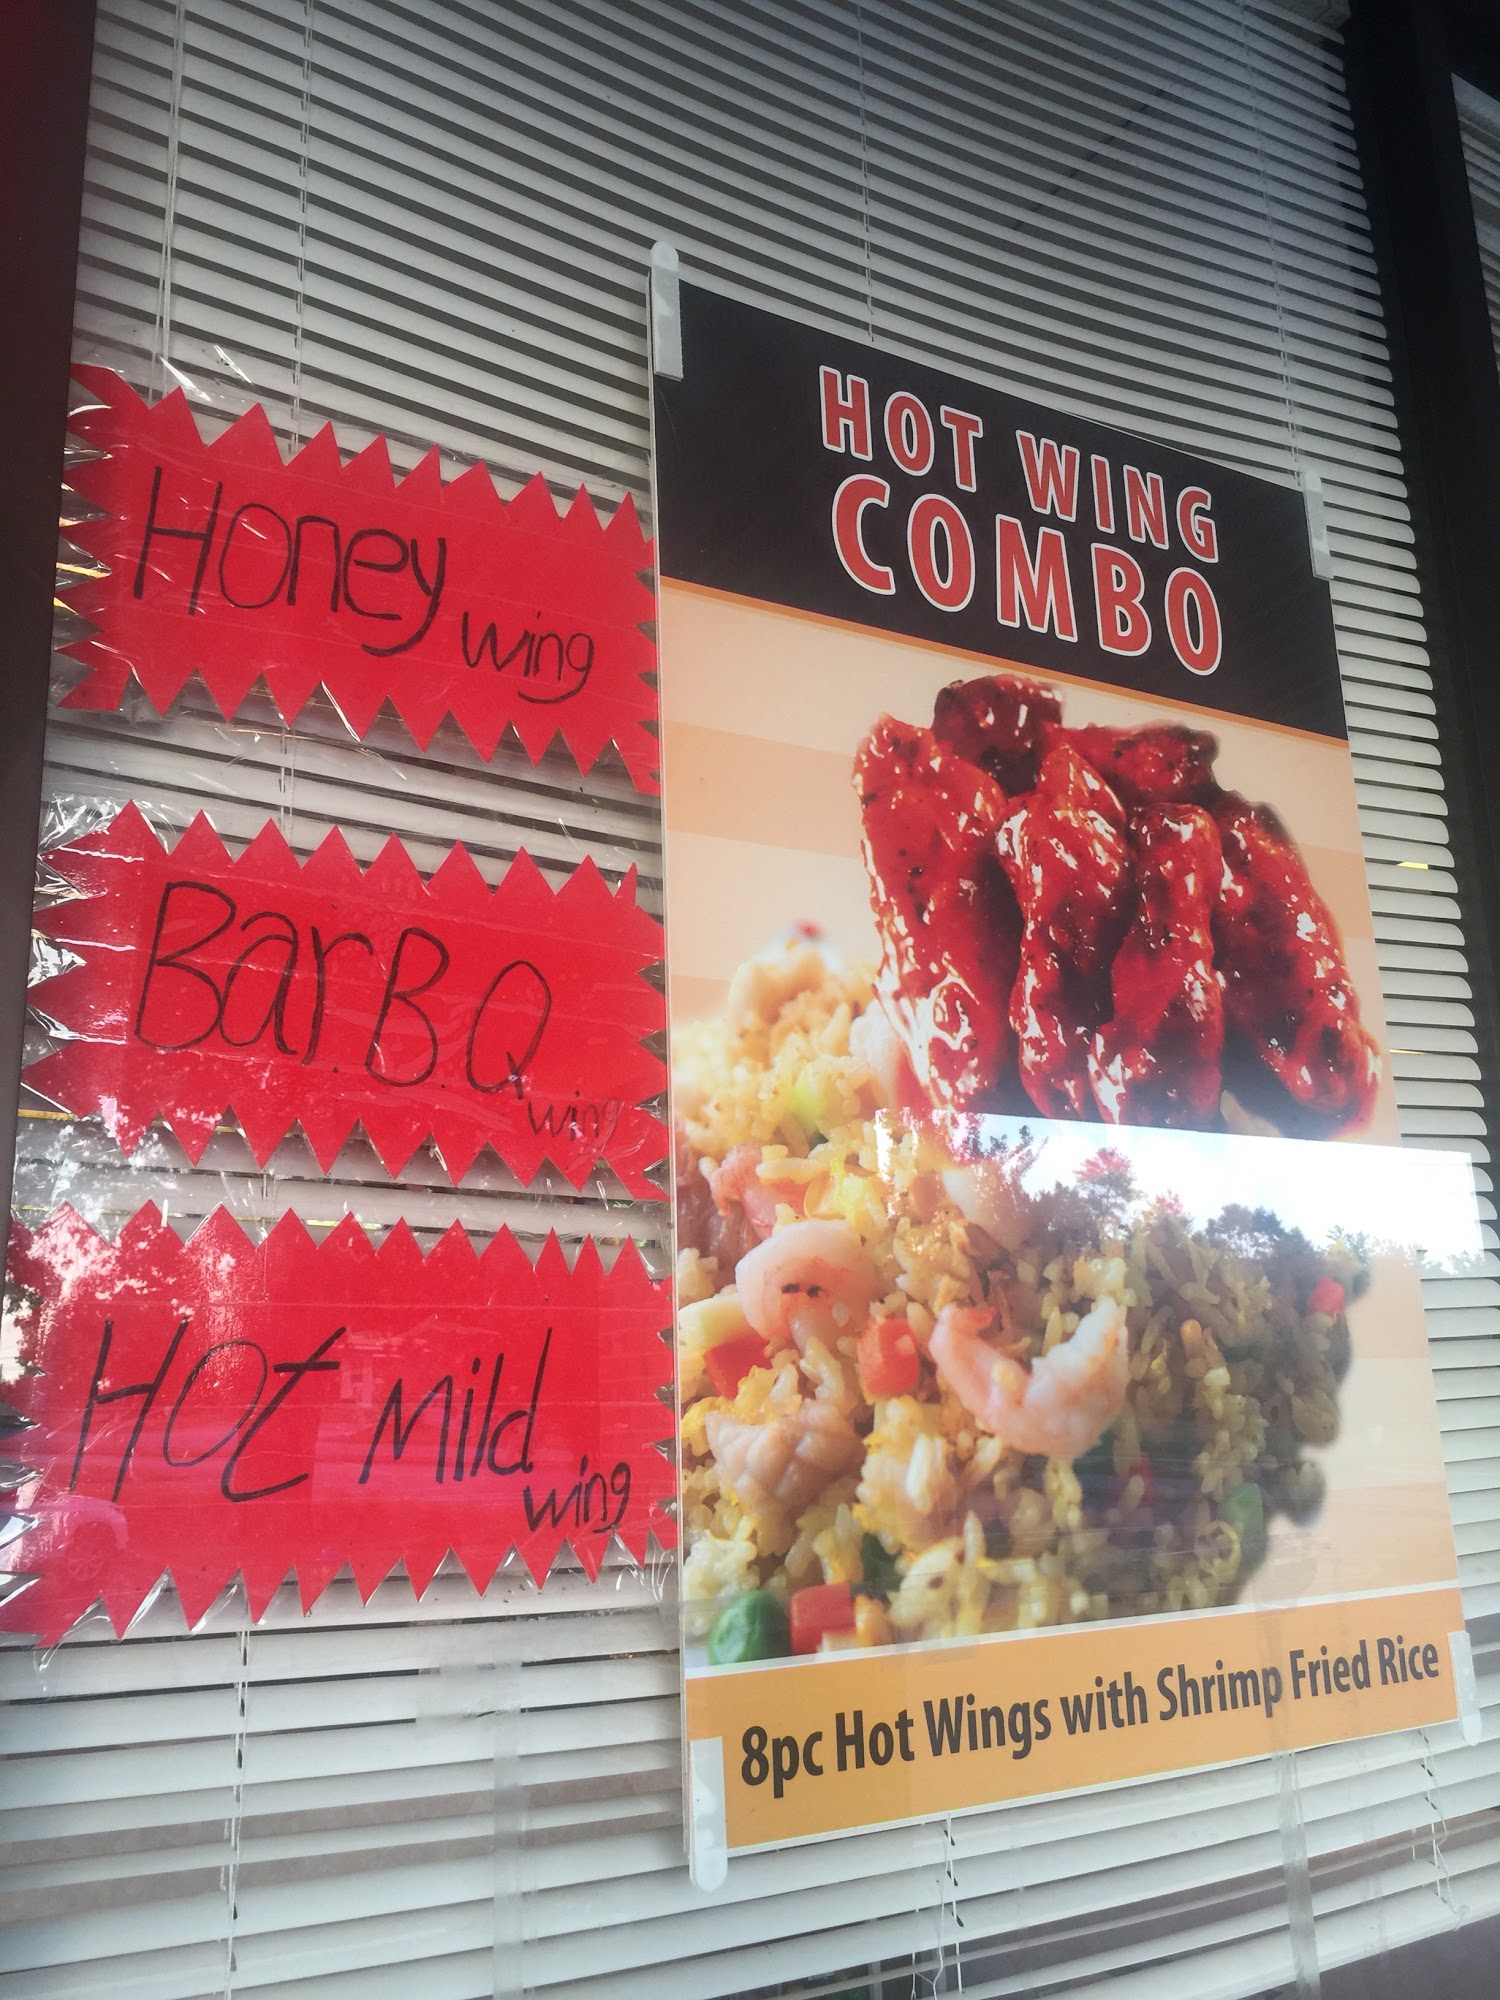 Honey
wing
Bar.B.Q.
wing
Hot Mild
wing
HOT WING
COMBO
8pc Hot Wings with Shrimp Fried Rice